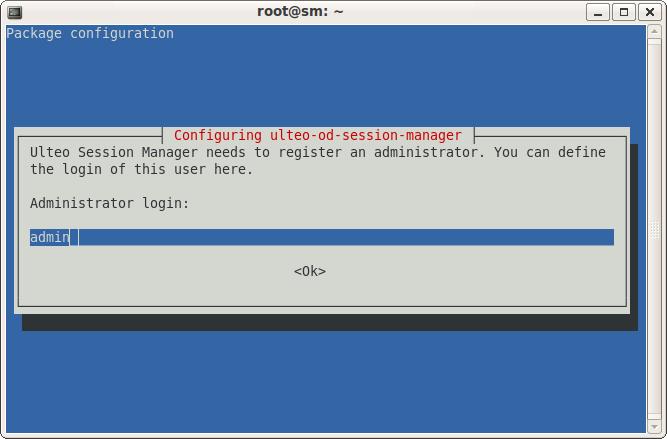 root@sm: ~
Package configuration
Configuring ulteo-od-session-manager
Ulteo Session Manager needs to register an administrator. You can define
the login of this user here.
Administrator login:
admin
<Ok>